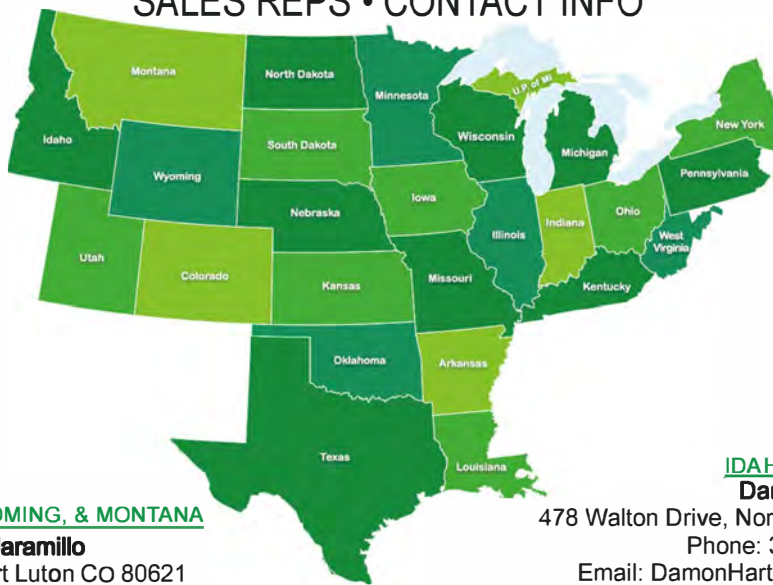 SALES REPS • CONTACT INFO
Montana
North Dakota
Minnesota
U.P. of MI
New York
Idaho
South Dakota
Wisconsin
Michigan
Wyoming
Pennsylvania
Nebraska
Iowa
Illinois
Indiana
Ohio
West
Virginia
Utah
Colorado
Kansas
Missouri
Kentucky
Oklahoma
Arkansas
Texas
Louisiana
OMING, & MONTANA
aramillo
rt Luton CO 80621
IDAH
Dar
478 Walton Drive, Nor
Phone: 3
Email: DamonHart